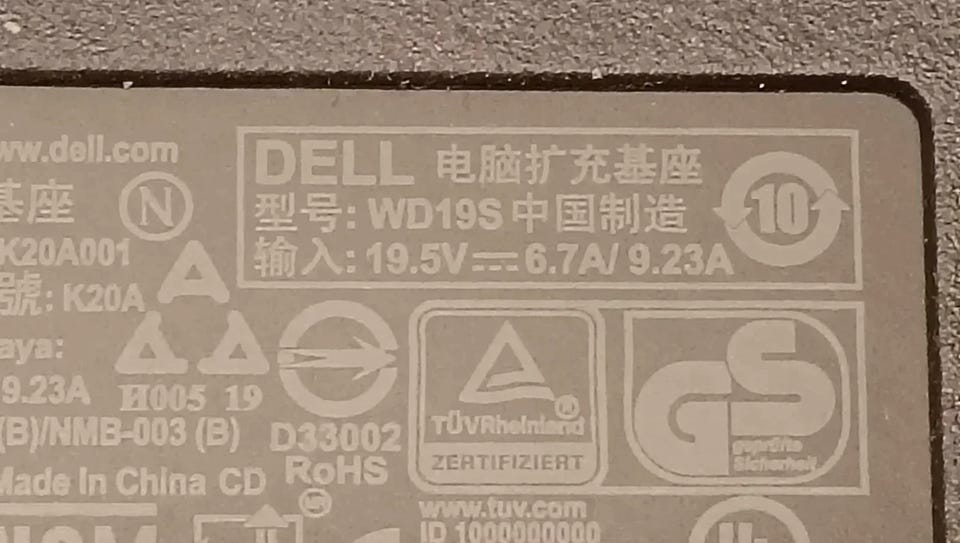 www.dell.com
基座 N
K20A001
號: K20A
aya:
9.23A
H005 19
(B)/NMB-003 (B)
Made In China CD
DELL 电脑扩充基座
型号: WD19S 中国制造
输入: 19.5V 6.7A/ 9.23A
10
D33002
RoHS
TÜVRheinland
ZERTIFIZIERT
GS
geprüfte
Sicherheit
www.tuv.com
ID 1000000000